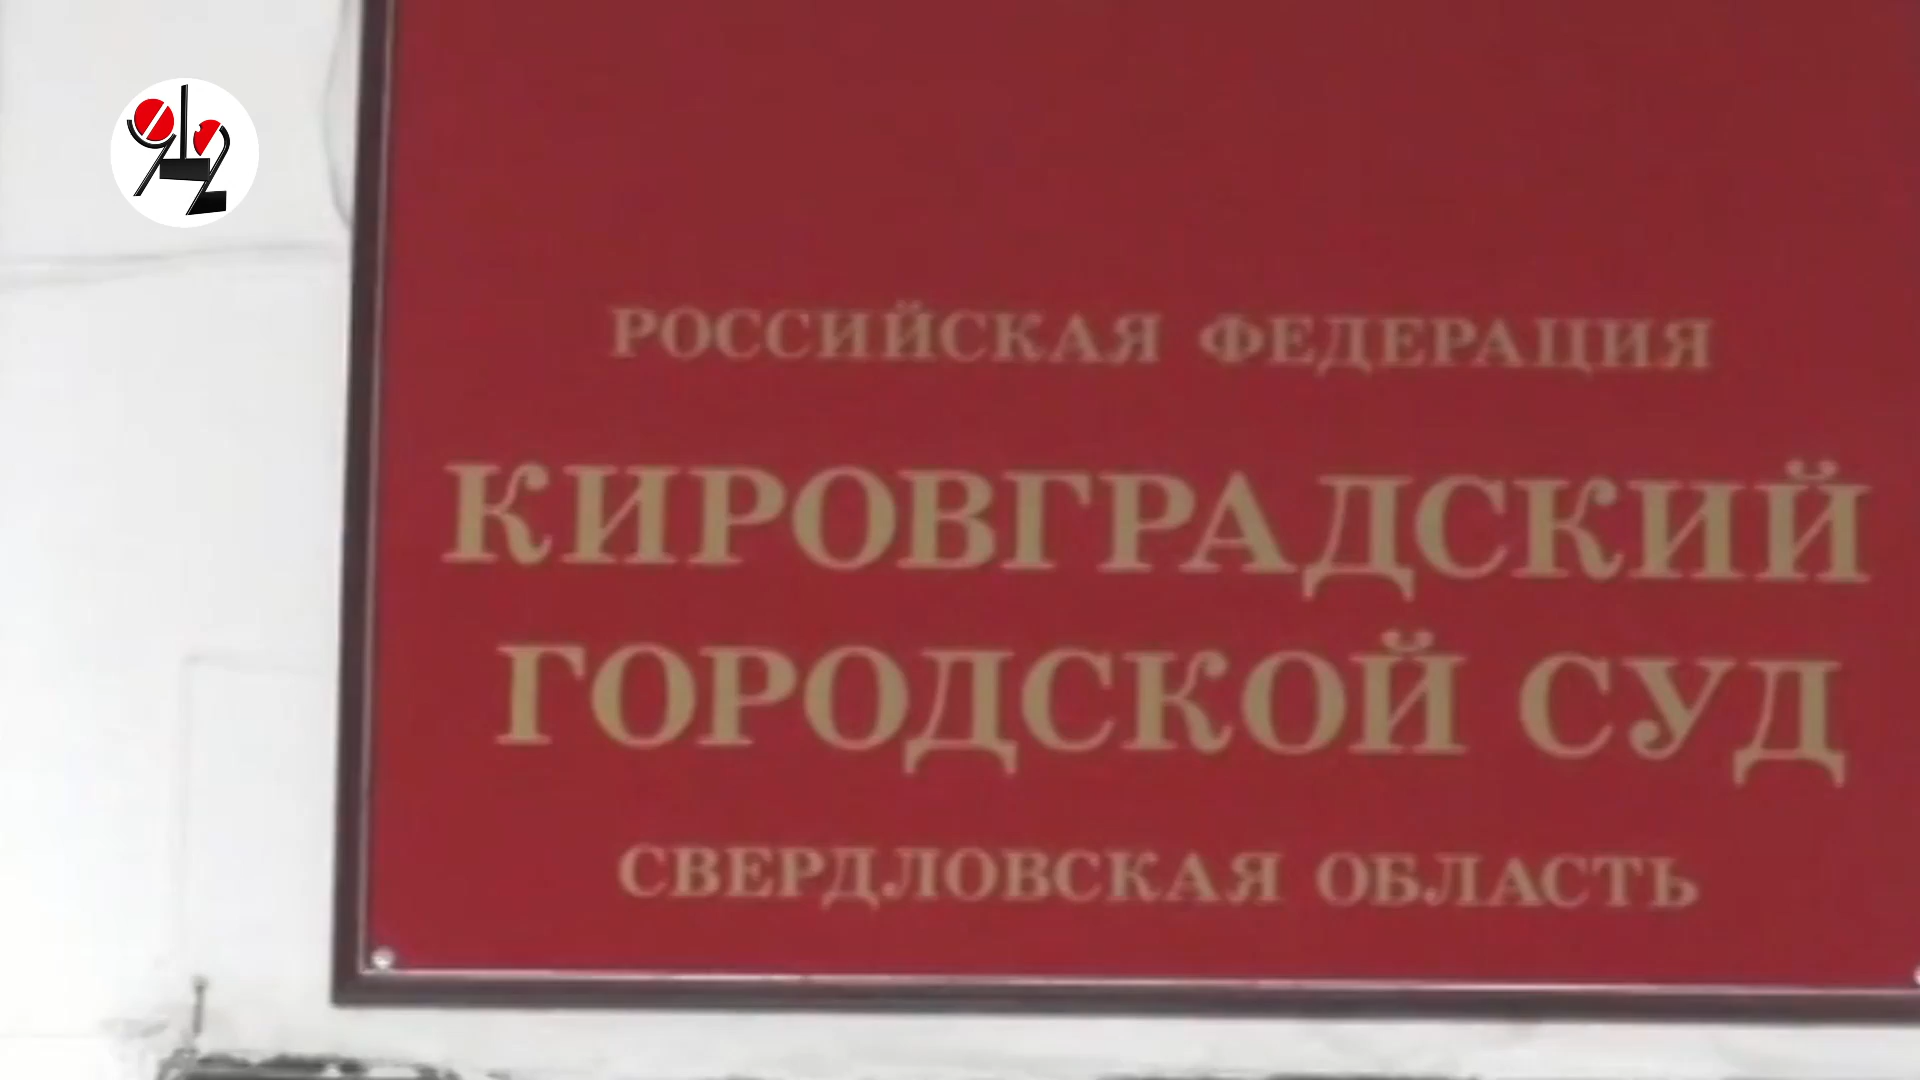 РОССИЙСКАЯ ФЕДЕРАЦИЯ
КИРОВГРАДСКИЙ
ГОРОДСКОЙ СУД
СВЕРДЛОВСКАЯ ОБЛАСТЬ